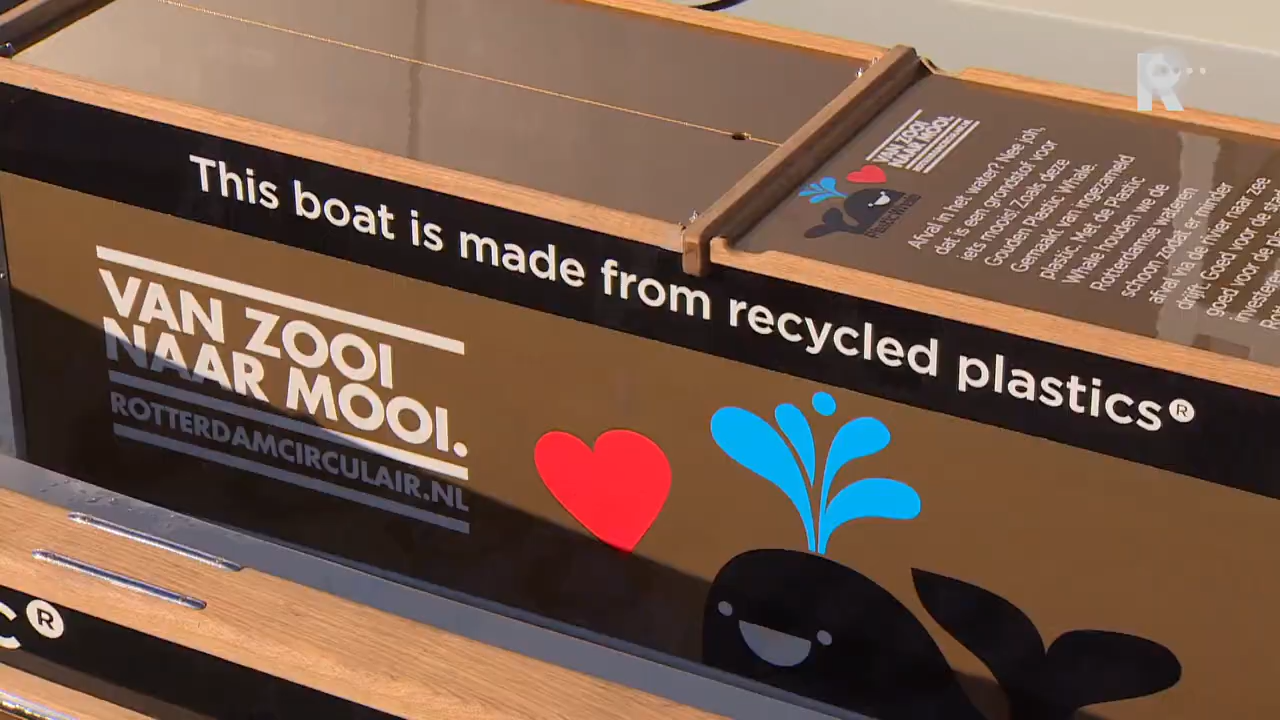 R
This boat is made from recycled plastics®
VAN ZOOI
NAAR MOOI.
ROTTERDAMCIRCULAIR.NL
VAN ZOOI
NAAR MOOI.
Afval in het water? Nee joh,
dat is een grondstof voor
iets moois! Zoals deze
Gouden Plastic Whale.
Gemaakt van ingezameld
plastic. Met de Plastic
Whale houden we de
Rotterdamse wateren
schoon zodat er minder
afval via de rivier naar zee
drijft. Goed voor de
goed voor de
C®